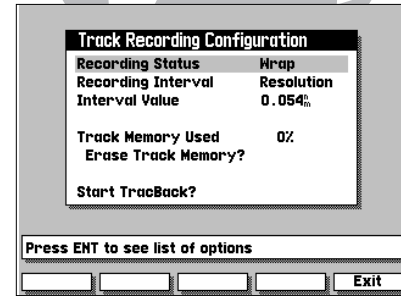 Track Recording Configuration
Recording Status Wrap
Recording Interval Resolution
Interval Value 0.054nm
Track Memory Used 0%
Erase Track Memory?
Start TracBack?
Press ENT to see list of options
Exit